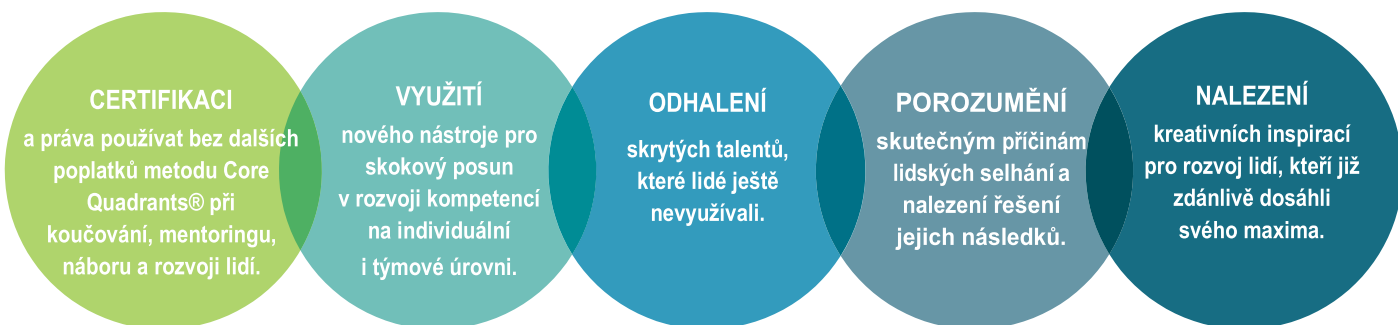 CERTIFIKACI
a práva používat bez dalších
poplatků metodu Core
Quadrants® při
koučování, mentoringu,
náboru a rozvoji lidí.
VYUŽITÍ
nového nástroje pro
skokový posun
v rozvoji kompetencí
na individuální
i týmové úrovni.
ODHALENÍ
skrytých talentů,
které lidé ještě
nevyužívali.
POROZUMĚNÍ
skutečným příčinám
lidských selhání a
nalezení řešení
jejich následků.
NALEZENÍ
kreativních inspirací
pro rozvoj lidí, kteří již
zdánlivě dosáhli
svého maxima.